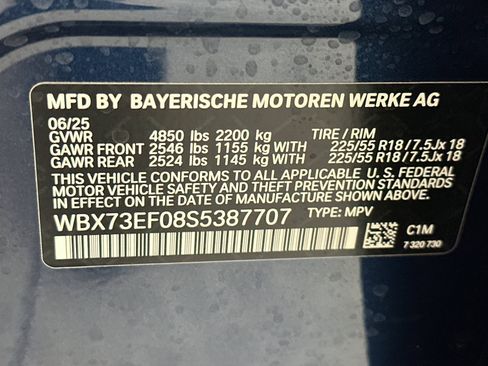 MFD BY BAYERISCHE MOTOREN WERKE AG
06/25
GVWR 4850 lbs 2200 kg TIRE / RIM
GAWR FRONT 2546 lbs 1155 kg WITH 225/55 R18 / 7.5Jx 18
GAWR REAR 2524 lbs 1145 kg WITH 225/55 R18 / 7.5Jx 18
THIS VEHICLE CONFORMS TO ALL APPLICABLE U. S. FEDERAL
MOTOR VEHICLE SAFETY, BUMPER, AND THEFT PREVENTION STANDARDS
IN EFFECT ON THE DATE OF MANUFACTURE SHOWN ABOVE.
WBX73EF08S5387707 TYPE: MPV
C1M
7 320 730